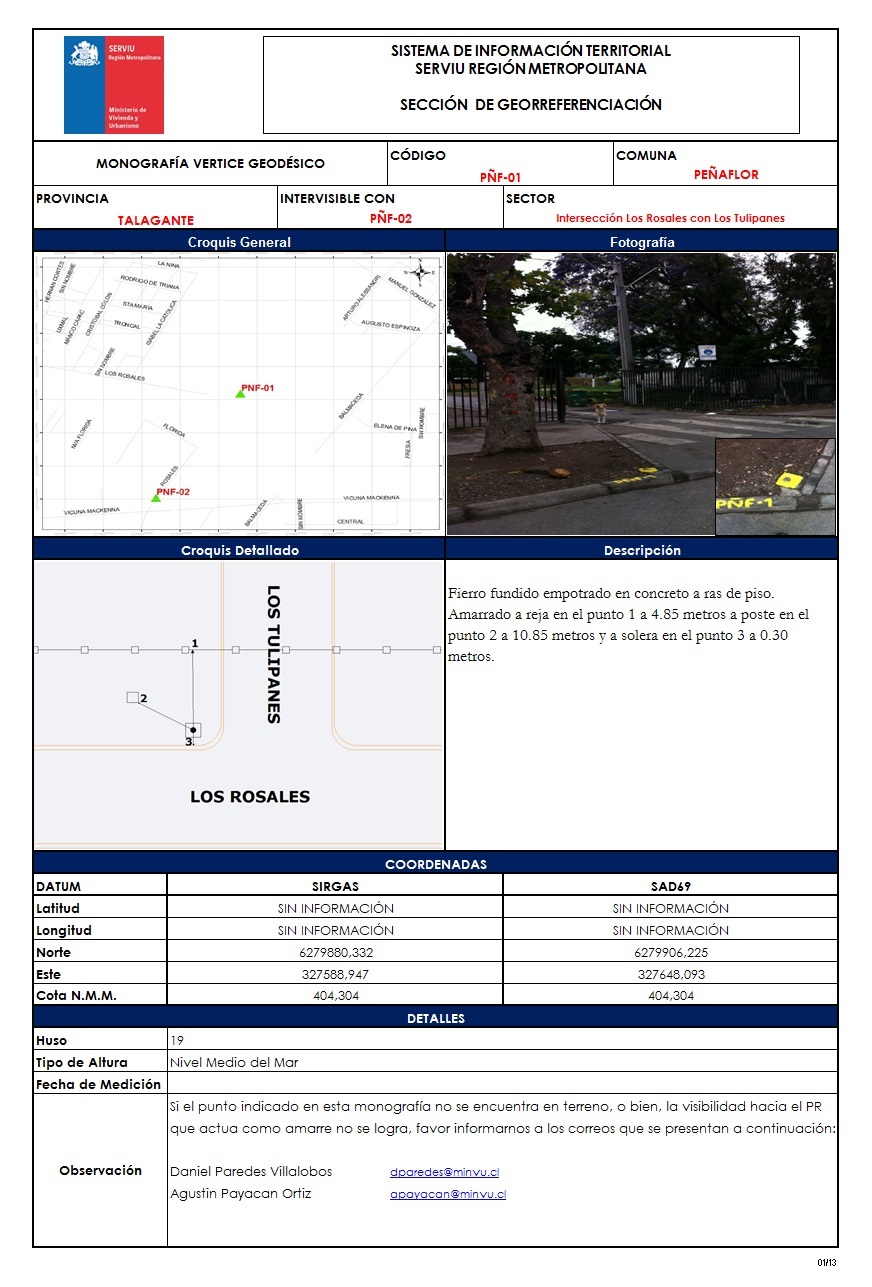 SERVIU
Región Metropolitana
Ministerio de
Vivienda y
Urbanismo
SISTEMA DE INFORMACIÓN TERRITORIAL
SERVIU REGIÓN METROPOLITANA
SECCIÓN DE GEORREFERENCIACIÓN
MONOGRAFÍA VERTICE GEODÉSICO
CÓDIGO
PÑF-01
COMUNA
PEÑAFLOR
PROVINCIA
TALAGANTE
INTERVISIBLE CON
PÑF-02
SECTOR
Intersección Los Rosales con Los Tulipanes
Croquis General
Fotografía
LA NINA
HERNAN CORTES
SIN NOMBRE
RODRIGO DE TRIANA
STA MARIA
TRONCAL
UXMAL
MANCO CAPAC
CRISTOBAL COLON
ISABEL LA CATOLICA
SIN NOMBRE
LOS ROSALES
ARTURO ALESSANDRI
MANUEL GONZALEZ
AUGUSTO ESPINOZA
PNF-01
BALMACEDA
ELENA DE PINA
SIN NOMBRE
FRESIA
NVA FLORIDA
FLORIDA
ROSALES
PNF-02
VICUNA MACKENNA
BALMACEDA
SIN NOMBRE
VICUNA MACKENNA
CENTRAL
PÑF-1
Croquis Detallado
Descripción
LOS TULIPANES
1
2
3
LOS ROSALES
Fierro fundido empotrado en concreto a ras de piso.
Amarrado a reja en el punto 1 a 4.85 metros a poste en el
punto 2 a 10.85 metros y a solera en el punto 3 a 0.30
metros.
COORDENADAS
DATUM SIRGAS SAD69
Latitud SIN INFORMACIÓN SIN INFORMACIÓN
Longitud SIN INFORMACIÓN SIN INFORMACIÓN
Norte 6279880,332 6279906,225
Este 327588,947 327648,093
Cota N.M.M. 404,304 404,304
DETALLES
Huso 19
Tipo de Altura Nivel Medio del Mar
Fecha de Medición
Observación
Si el punto indicado en esta monografía no se encuentra en terreno, o bien, la visibilidad hacia el PR
que actua como amarre no se logra, favor informarnos a los correos que se presentan a continuación:
Daniel Paredes Villalobos dparedes@minvu.cl
Agustin Payacan Ortiz apayacan@minvu.cl
01/13